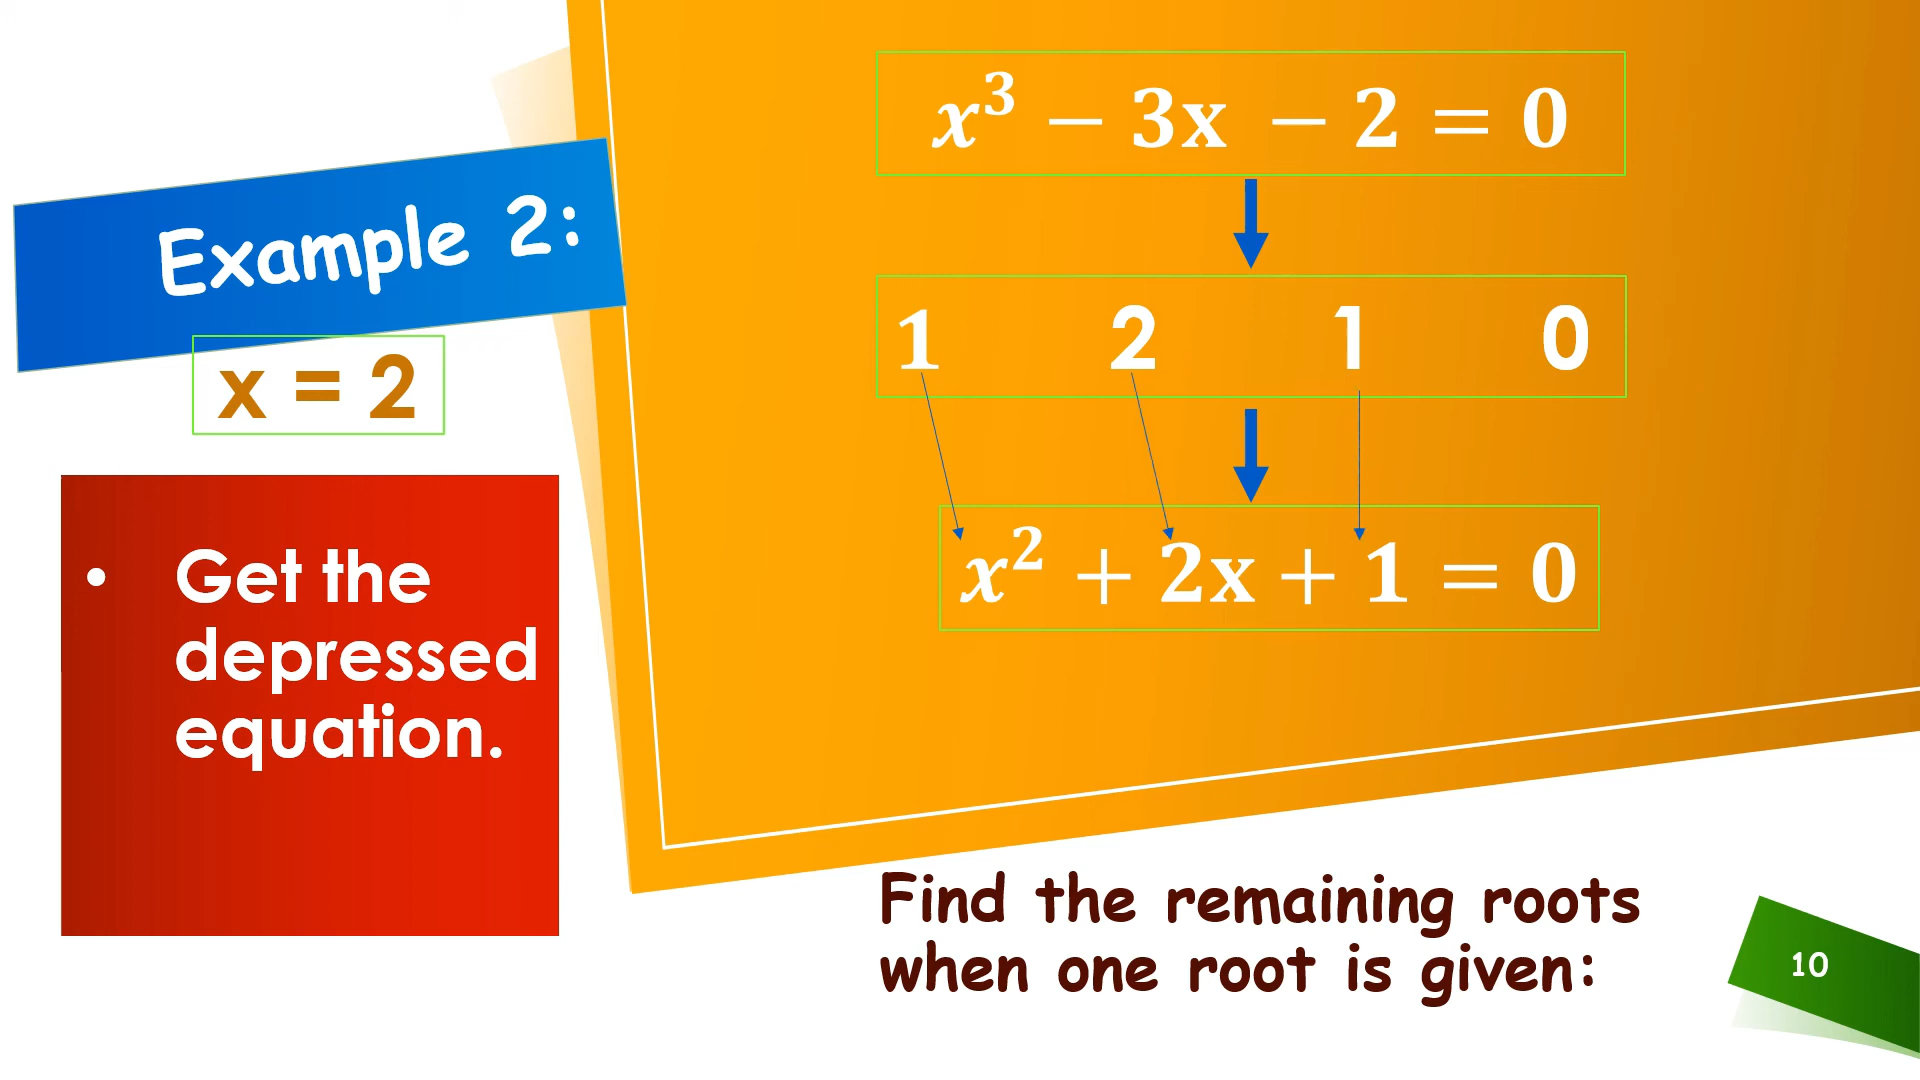 Example 2:
x = 2
• Get the
depressed
equation.
x³ − 3x − 2 = 0
1 2 1 0
x² + 2x + 1 = 0
Find the remaining roots
when one root is given:
10